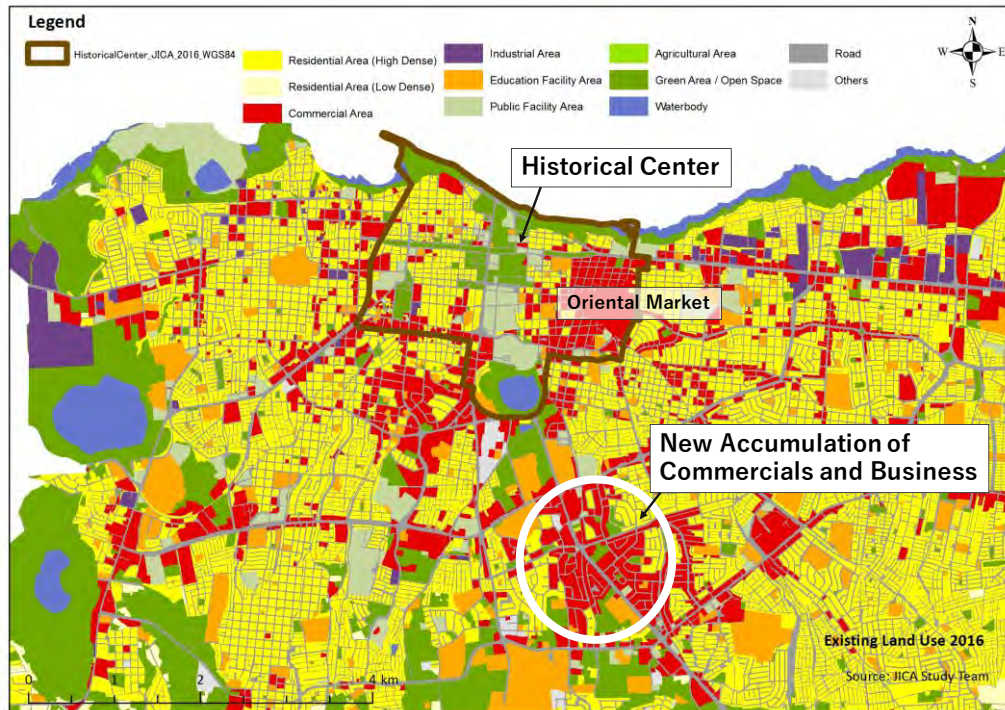 Legend
HistoricalCenter_JICA_2016_WGS84
Residential Area (High Dense)
Residential Area (Low Dense)
Commercial Area
Industrial Area
Education Facility Area
Public Facility Area
Agricultural Area
Green Area / Open Space
Waterbody
Road
Others
N
W E
S
Historical Center
Oriental Market
New Accumulation of
Commercials and Business
Existing Land Use 2016
Source: JICA Study Team
0 1 2 4 km